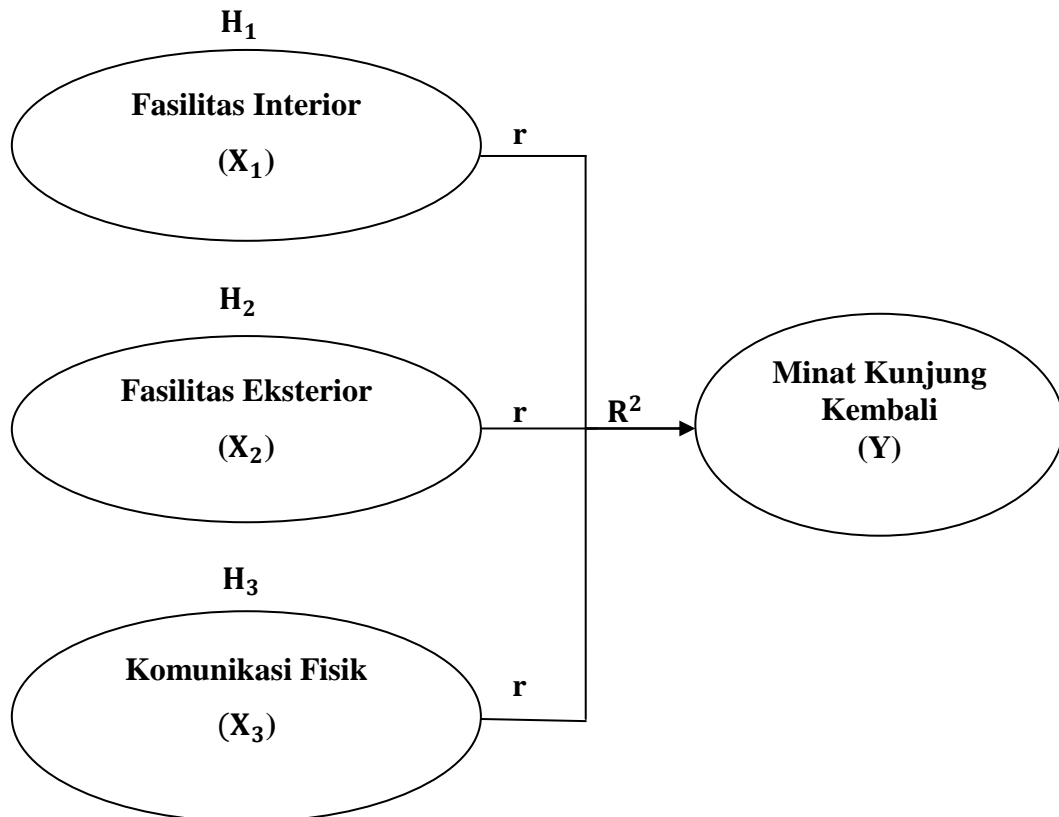 H₁
Fasilitas Interior
(X₁)
r
H₂
Fasilitas Eksterior
(X₂)
r
R²
Minat Kunjung
Kembali
(Y)
H₃
Komunikasi Fisik
(X₃)
r